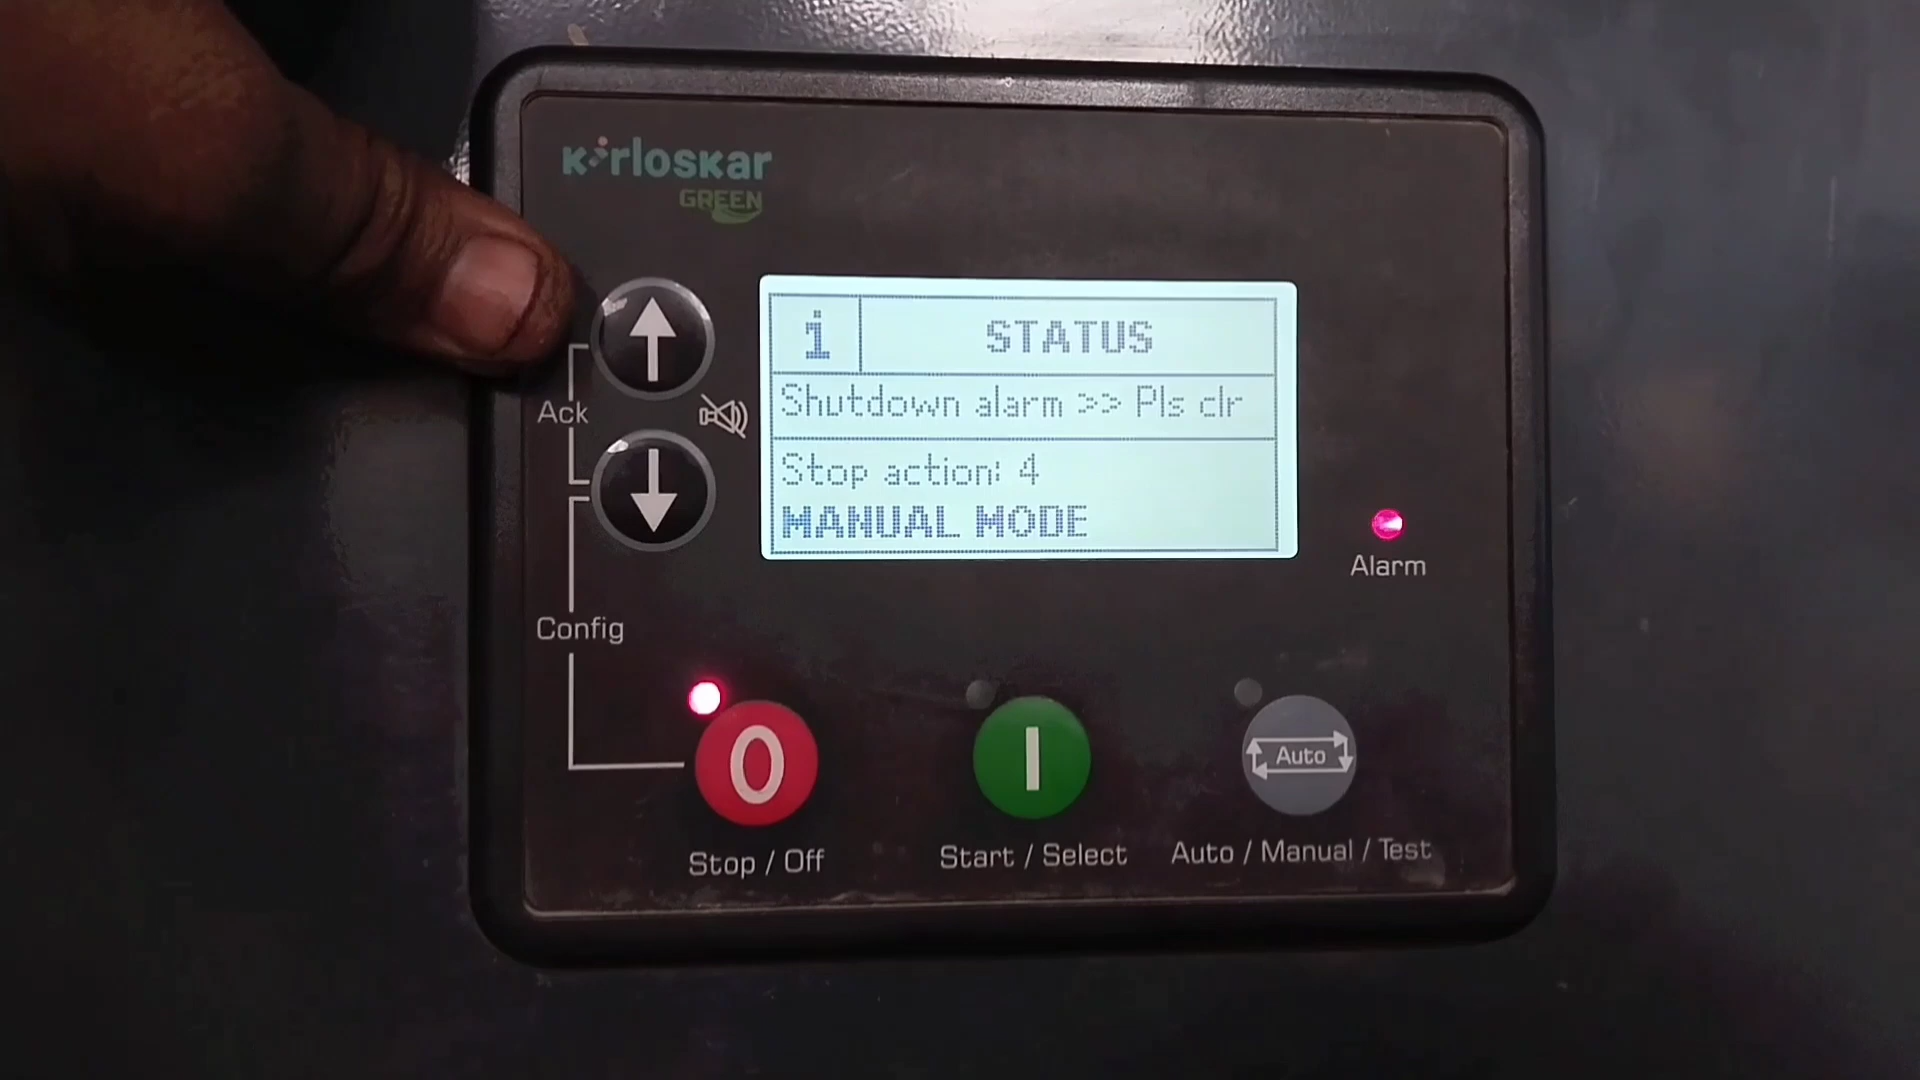 Kirloskar
GREEN
i STATUS
Shutdown alarm >> Pls clr
Stop action: 4
MANUAL MODE
Ack
Config
Alarm
0
I
Auto
Stop / Off
Start / Select
Auto / Manual / Test